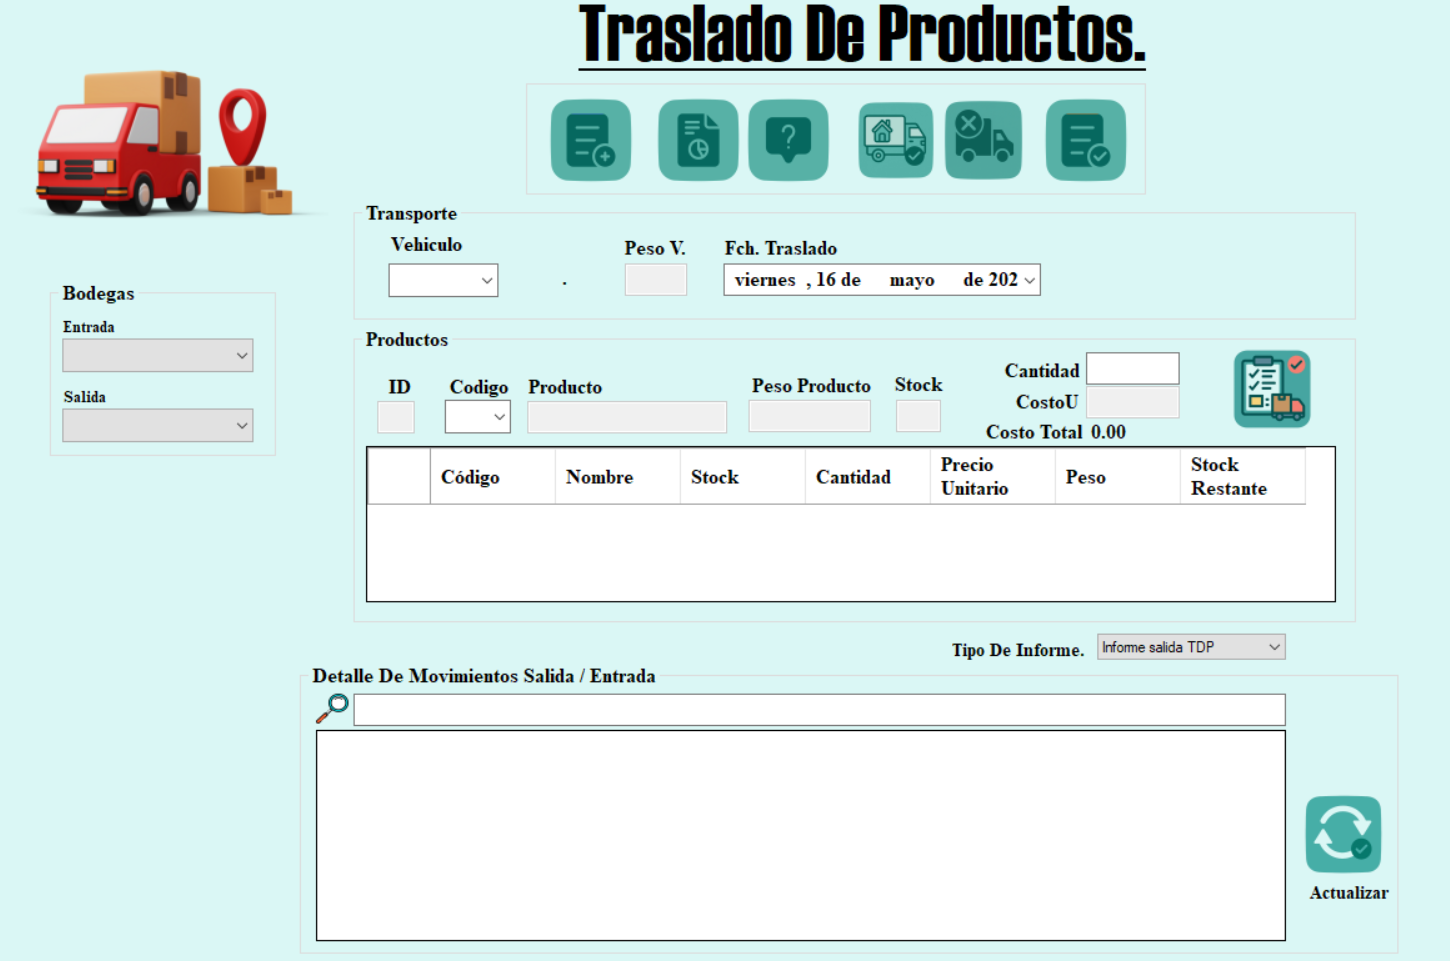 Traslado De Productos.
?
Transporte
Vehiculo
Peso V.
Fch. Traslado
.
viernes , 16 de mayo de 202
Bodegas
Entrada
Salida
Productos
ID
Codigo
Producto
Peso Producto
Stock
Cantidad
CostoU
Costo Total 0.00
Código
Nombre
Stock
Cantidad
Precio
Unitario
Peso
Stock
Restante
Tipo De Informe.
Informe salida TDP
Detalle De Movimientos Salida / Entrada
Actualizar